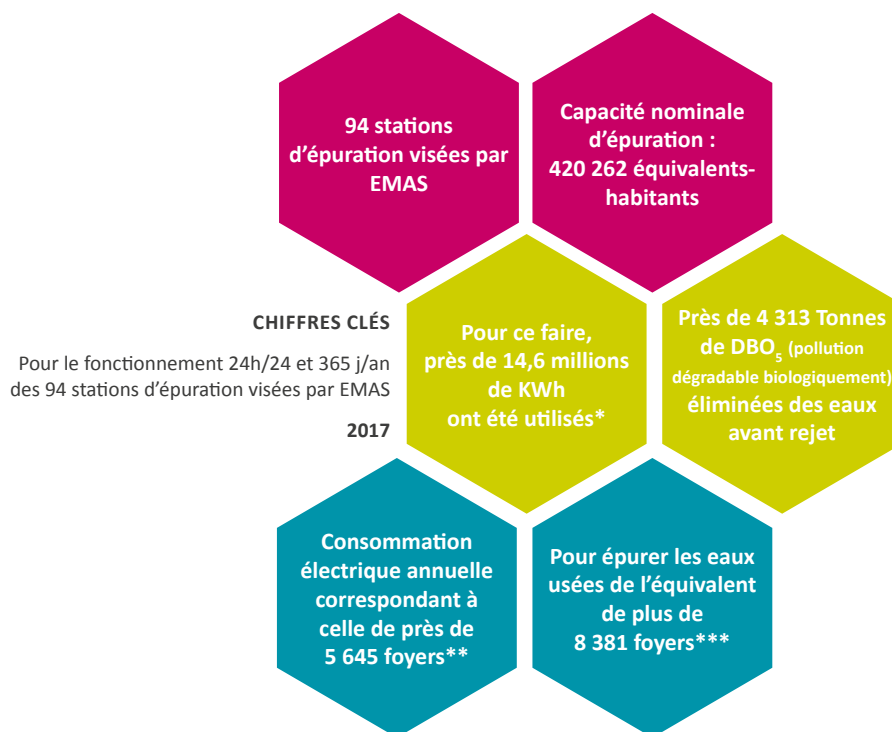 94 stations
d’épuration visées par
EMAS
Capacité nominale
d’épuration :
420 262 équivalents-
habitants
CHIFFRES CLÉS
Pour le fonctionnement 24h/24 et 365 j/an
des 94 stations d’épuration visées par EMAS
2017
Pour ce faire,
près de 14,6 millions
de KWh
ont été utilisés*
Près de 4 313 Tonnes
de DBO₅ (pollution
dégradable biologiquement)
éliminées des eaux
avant rejet
Consommation
électrique annuelle
correspondant à
celle de près de
5 645 foyers**
Pour épurer les eaux
usées de l’équivalent
de plus de
8 381 foyers***